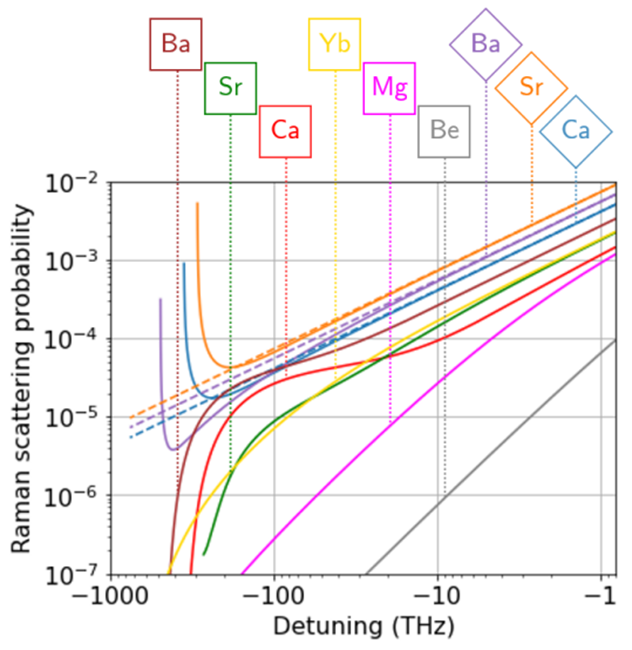 Ba Yb Ba
Sr Mg Sr
Ca Be Ca
10⁻²
10⁻³
10⁻⁴
10⁻⁵
10⁻⁶
10⁻⁷
Raman scattering probability
−1000 −100 −10 −1
Detuning (THz)